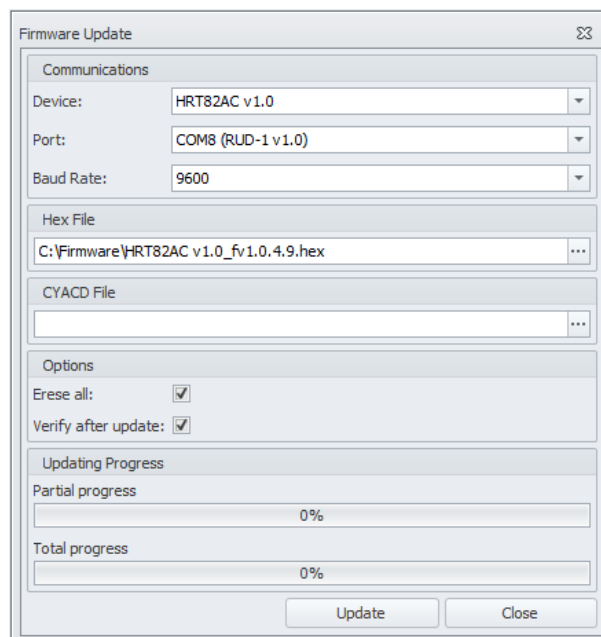 Firmware Update
Communications
Device: HRT82AC v1.0
Port: COM8 (RUD-1 v1.0)
Baud Rate: 9600
Hex File
C:\Firmware\HRT82AC v1.0_fv1.0.4.9.hex
...
CYACD File
...
Options
Erese all:
Verify after update:
Updating Progress
Partial progress
0%
Total progress
0%
Update Close